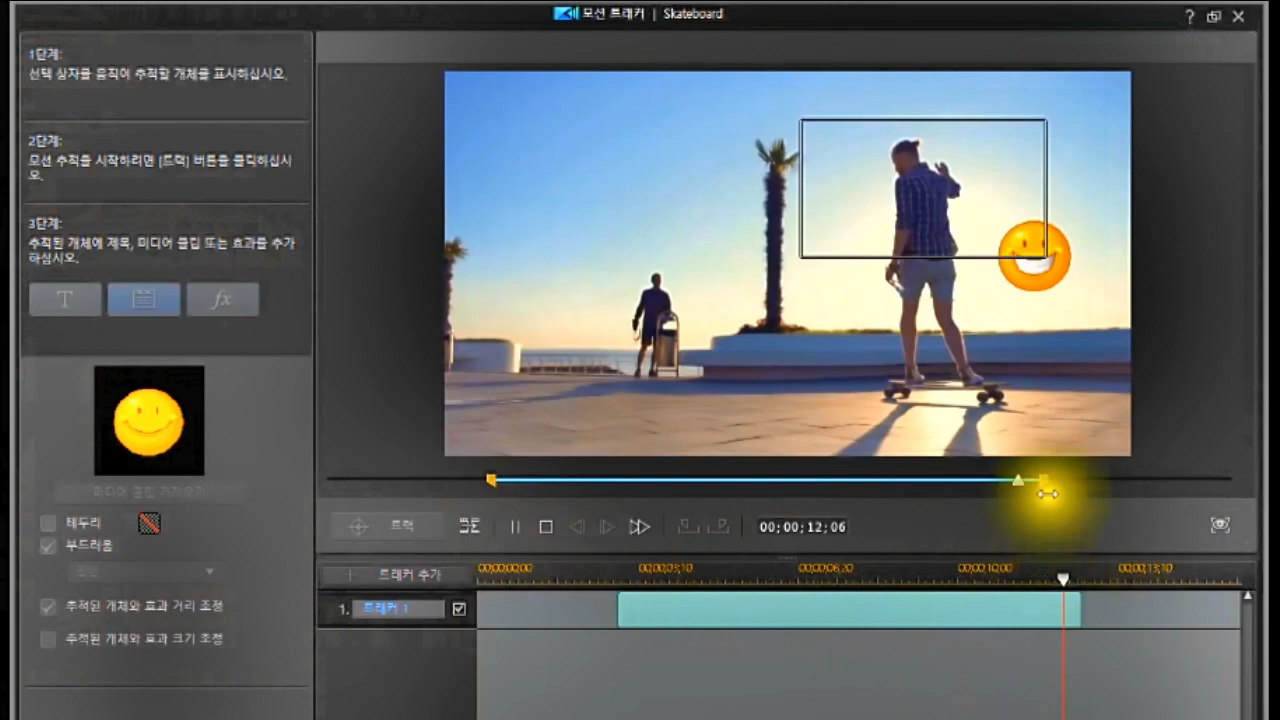 모션 트래커 | Skateboard
?
1단계:
선택 상자를 움직여 추적할 개체를 표시하십시오.
2단계:
모션 추적을 시작하려면 [트랙] 버튼을 클릭하십시
오.
3단계:
추적된 개체에 제목, 미디어 클립 또는 효과를 추가
하십시오.
T
fx
미디어 클립 가져오기
테두리
부드러움
추적된 개체와 효과 거리 조정
추적된 개체와 효과 크기 조정
트랙
00;00;12;06
트래커 추가
00;00;00;00 00;00;03;10 00;00;06;20 00;00;10;00 00;00;13;10
1. 트래커 1